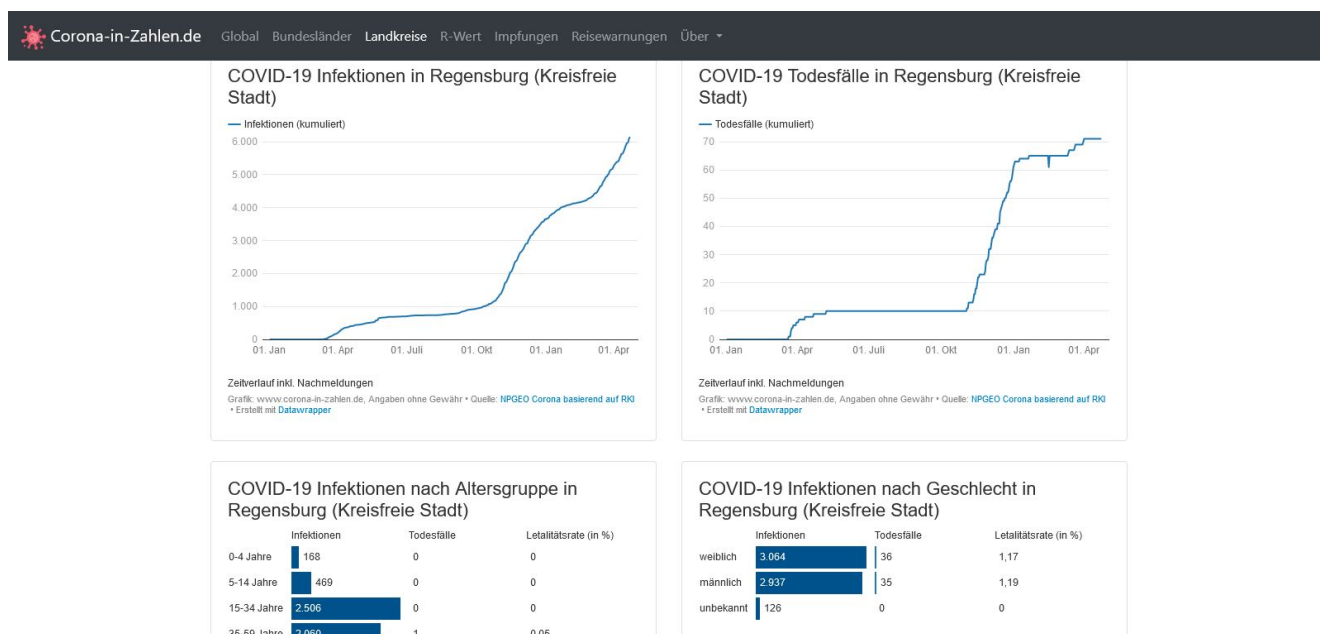 Corona-in-Zahlen.de Global Bundesländer Landkreise R-Wert Impfungen Reisewarnungen Über
COVID-19 Infektionen in Regensburg (Kreisfreie
Stadt)
Infektionen (kumuliert)
6.000
5.000
4.000
3.000
2.000
1.000
0
01. Jan 01. Apr 01. Juli 01. Okt 01. Jan 01. Apr
Zeitverlauf inkl. Nachmeldungen
Grafik: www.corona-in-zahlen.de, Angaben ohne Gewähr • Quelle: NPGEO Corona basierend auf RKI
• Erstellt mit Datawrapper
COVID-19 Todesfälle in Regensburg (Kreisfreie
Stadt)
Todesfälle (kumuliert)
70
60
50
40
30
20
10
0
01. Jan 01. Apr 01. Juli 01. Okt 01. Jan 01. Apr
Zeitverlauf inkl. Nachmeldungen
Grafik: www.corona-in-zahlen.de, Angaben ohne Gewähr • Quelle: NPGEO Corona basierend auf RKI
• Erstellt mit Datawrapper
COVID-19 Infektionen nach Altersgruppe in
Regensburg (Kreisfreie Stadt)
Infektionen Todesfälle Letalitätsrate (in %)
0-4 Jahre 168 0 0
5-14 Jahre 469 0 0
15-34 Jahre 2.506 0 0
35-59 Jahre 2.060 1 0,05
COVID-19 Infektionen nach Geschlecht in
Regensburg (Kreisfreie Stadt)
Infektionen Todesfälle Letalitätsrate (in %)
weiblich 3.064 36 1,17
männlich 2.937 35 1,19
unbekannt 126 0 0